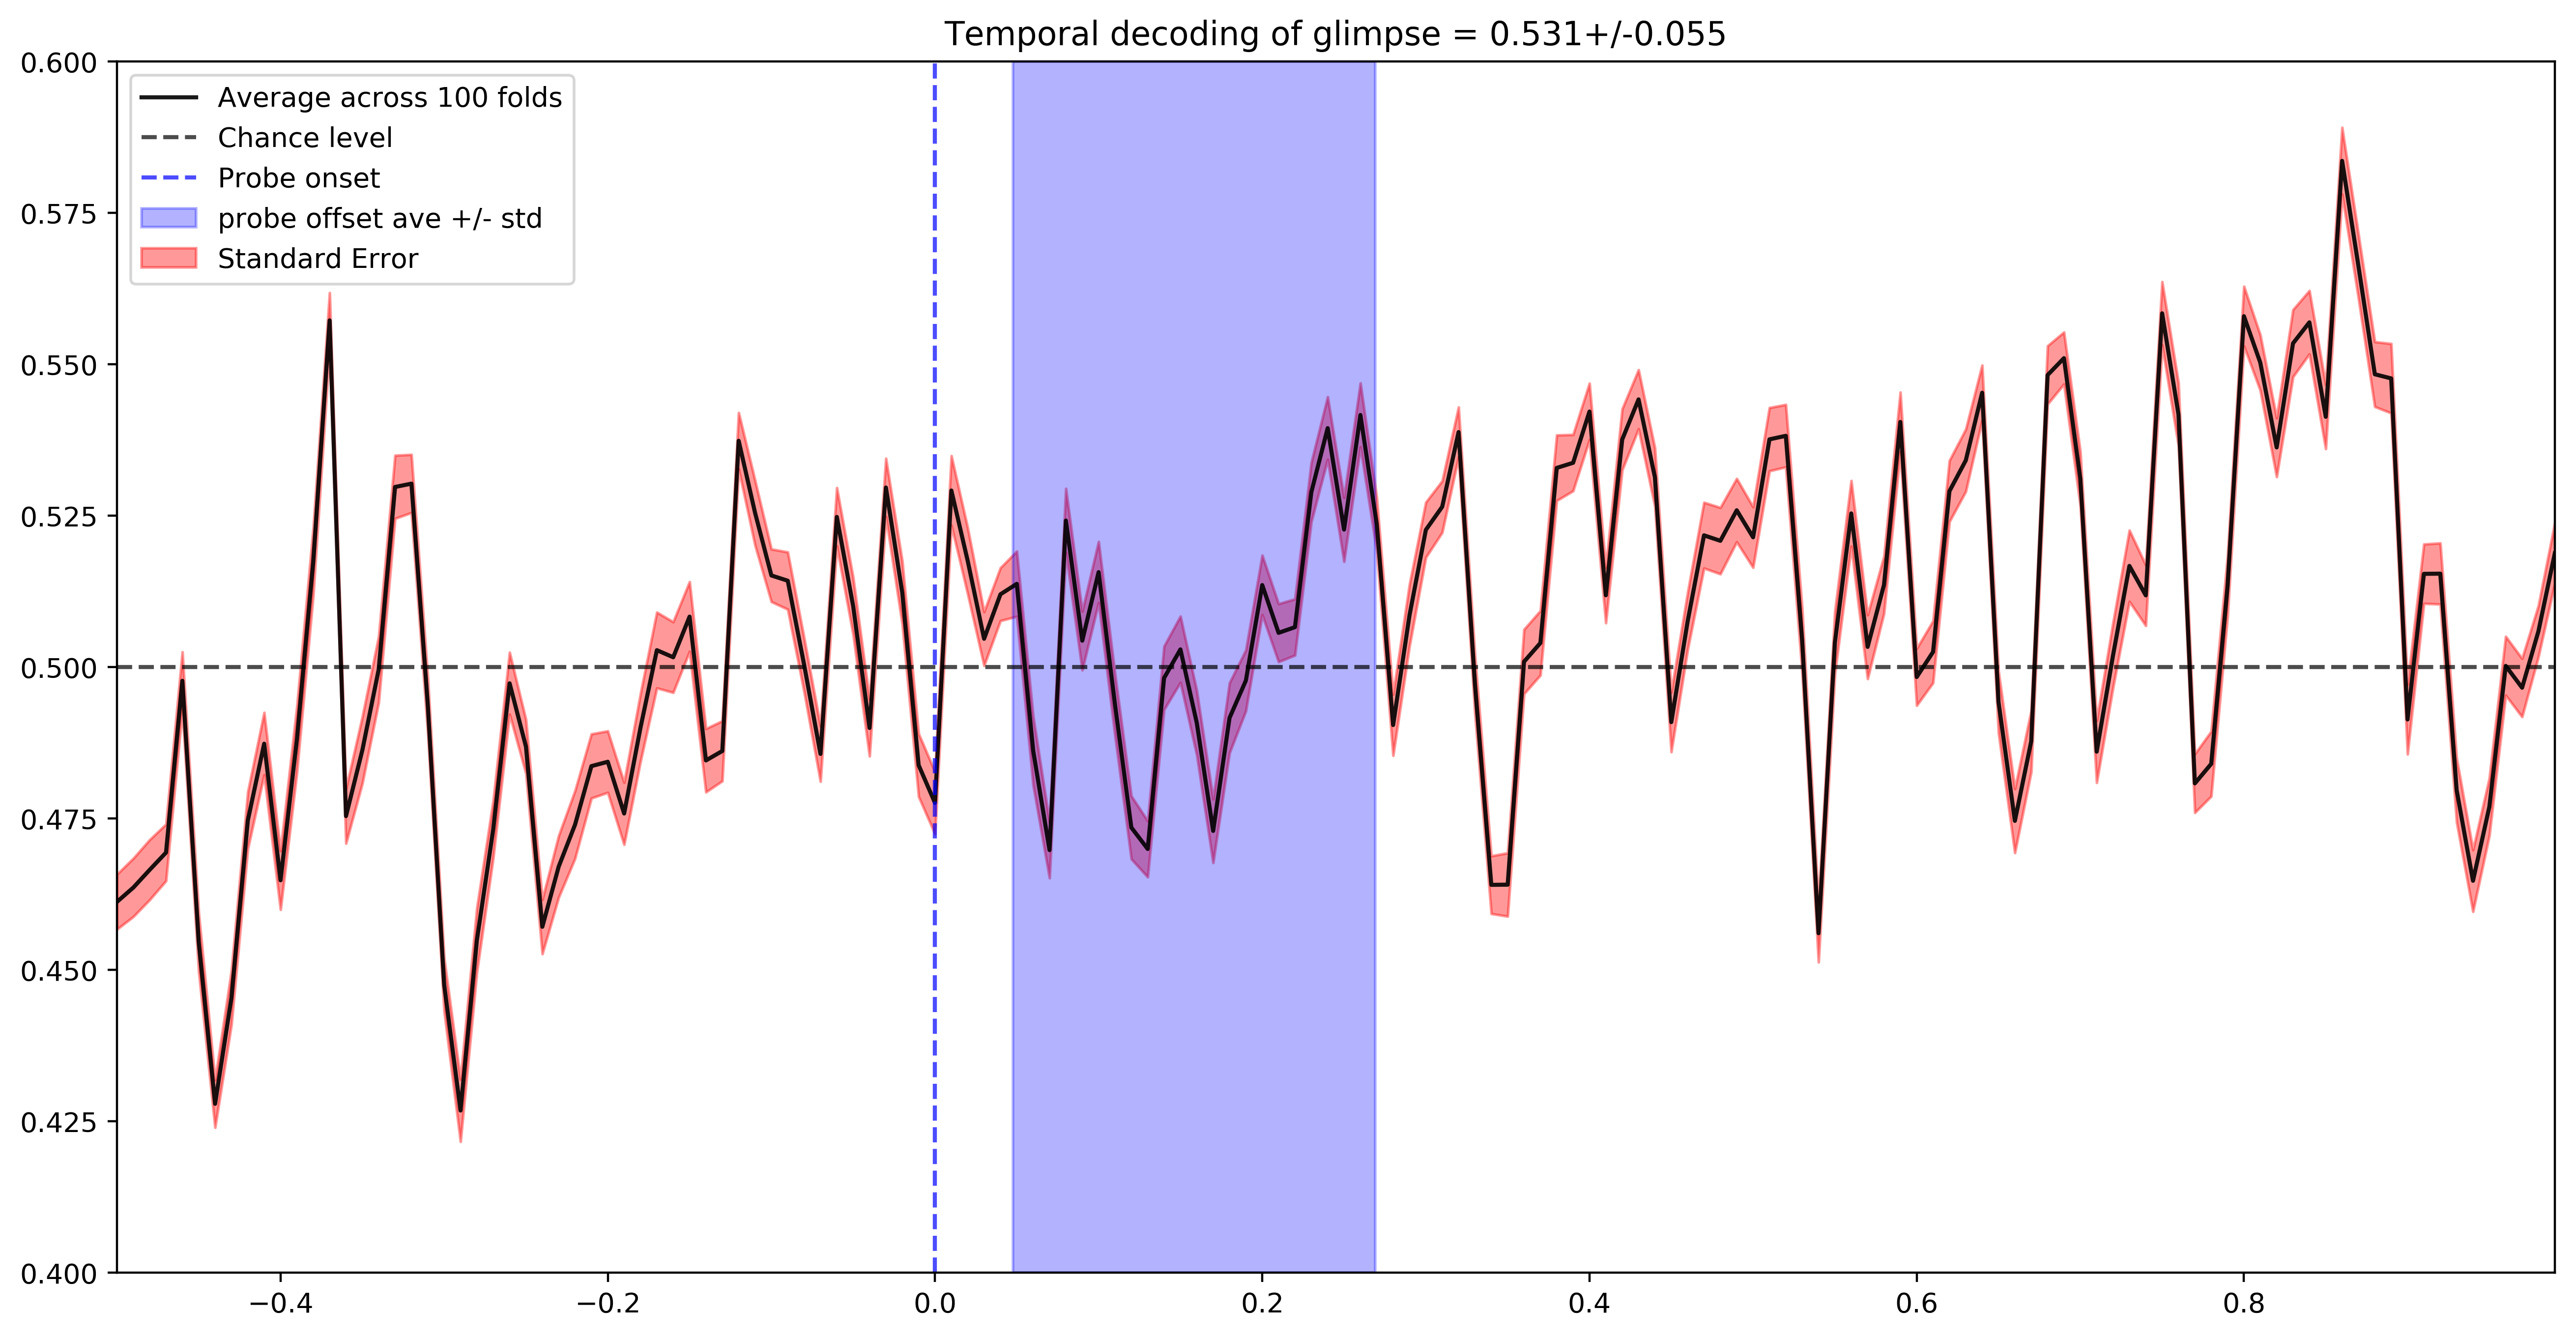 Temporal decoding of glimpse = 0.531+/-0.055
0.600
0.575
0.550
0.525
0.500
0.475
0.450
0.425
0.400
Average across 100 folds
Chance level
Probe onset
probe offset ave +/- std
Standard Error
−0.4 −0.2 0.0 0.2 0.4 0.6 0.8